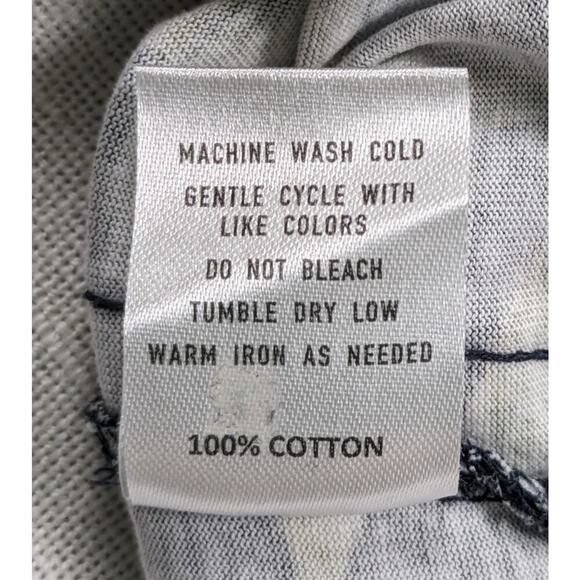 MACHINE WASH COLD
GENTLE CYCLE WITH
LIKE COLORS
DO NOT BLEACH
TUMBLE DRY LOW
WARM IRON AS NEEDED
100% COTTON